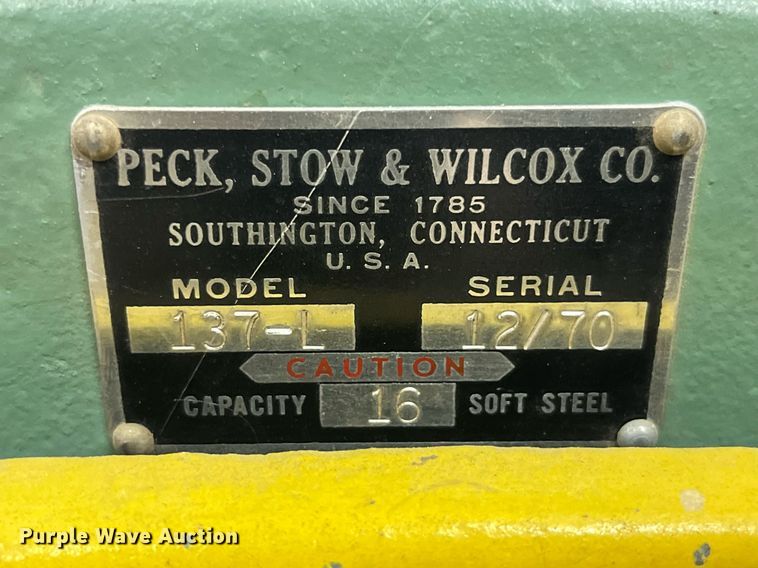 PECK, STOW & WILCOX CO.
SINCE 1785
SOUTHINGTON, CONNECTICUT
U. S. A.
MODEL SERIAL
137-L 12/70
CAUTION
CAPACITY 16 SOFT STEEL
Purple Wave Auction